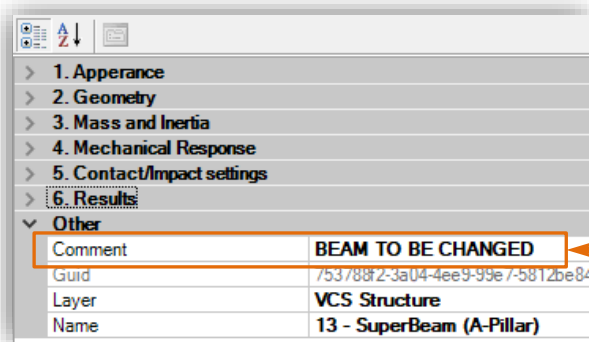 1. Apperance
2. Geometry
3. Mass and Inertia
4. Mechanical Response
5. Contact/Impact settings
6. Results
Other
Comment BEAM TO BE CHANGED
Guid 753788f2-3a04-4ee9-99e7-5812be84
Layer VCS Structure
Name 13 - SuperBeam (A-Pillar)